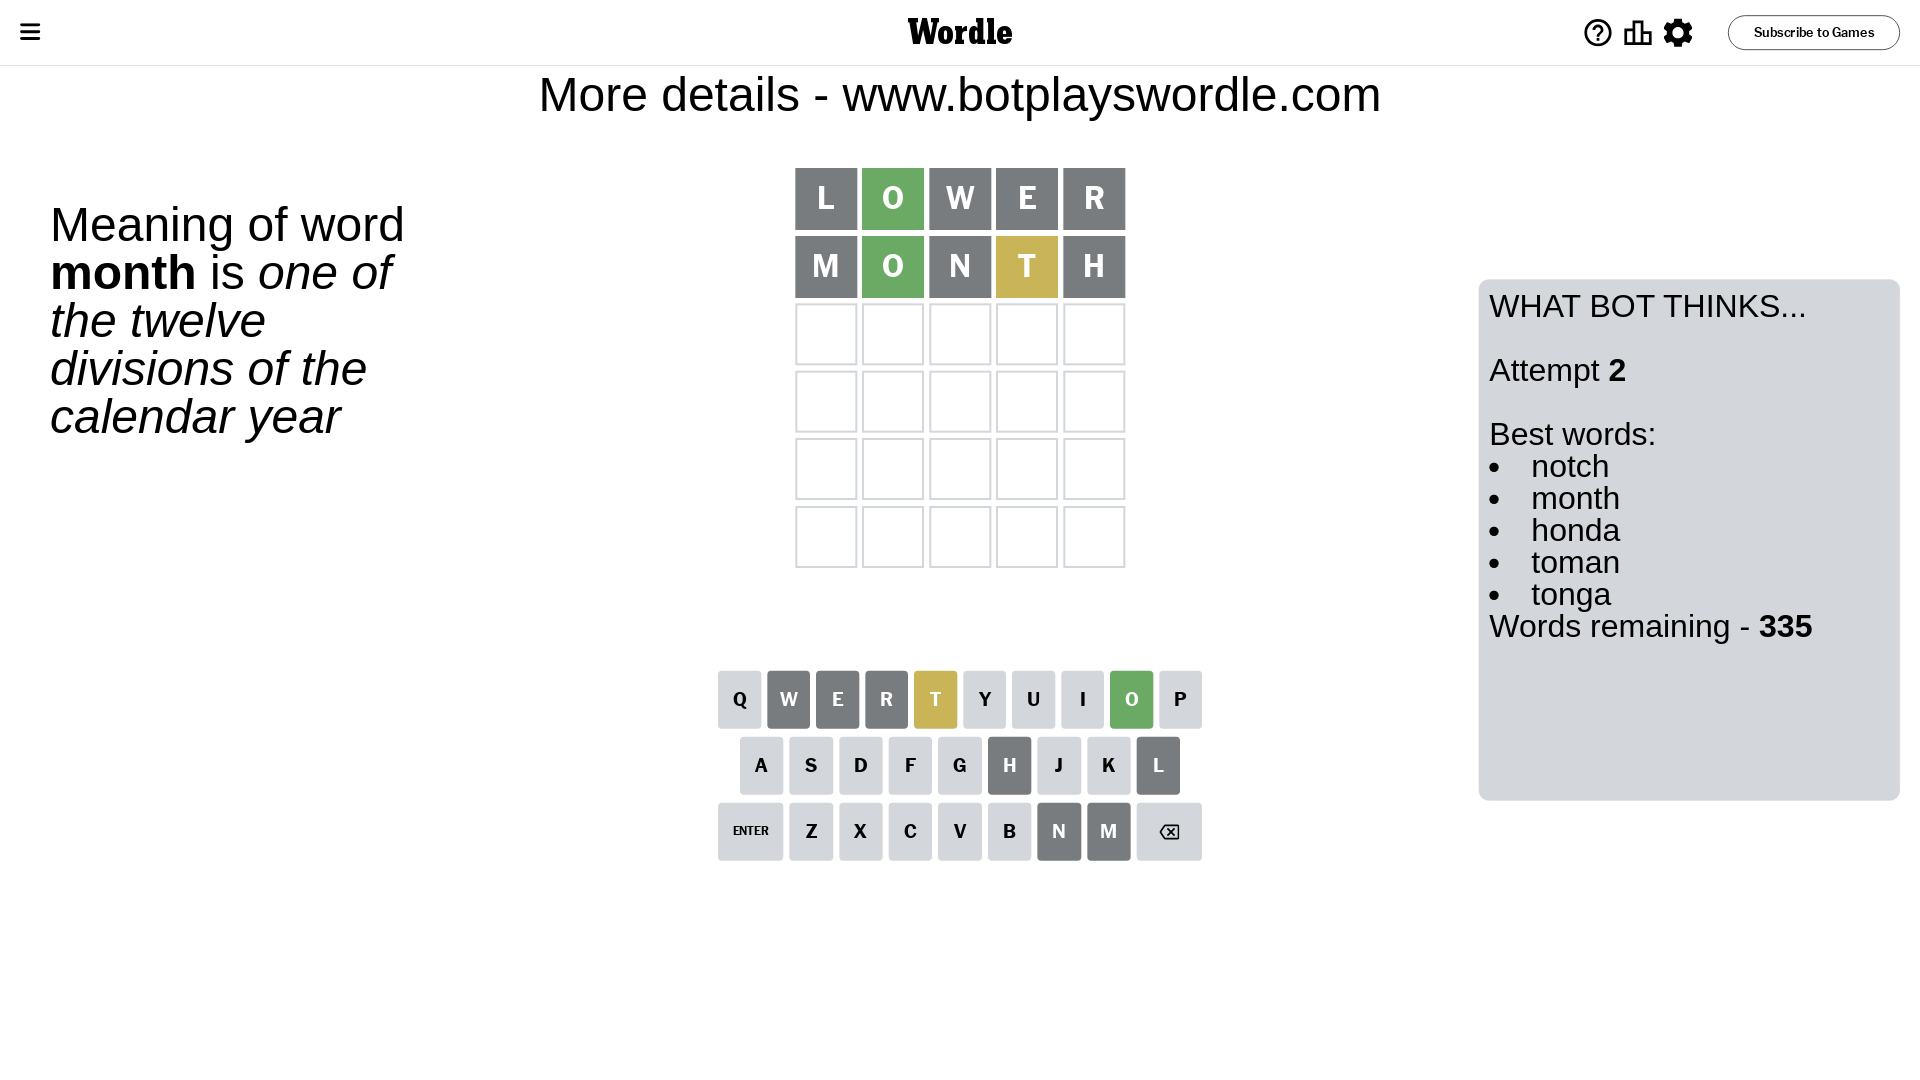 Wordle
Subscribe to Games
More details - www.botplayswordle.com
Meaning of word
month is one of
the twelve
divisions of the
calendar year
L O W E R
M O N T H
WHAT BOT THINKS...
Attempt 2
Best words:
• notch
• month
• honda
• toman
• tonga
Words remaining - 335
Q W E R T Y U I O P
A S D F G H J K L
ENTER Z X C V B N M